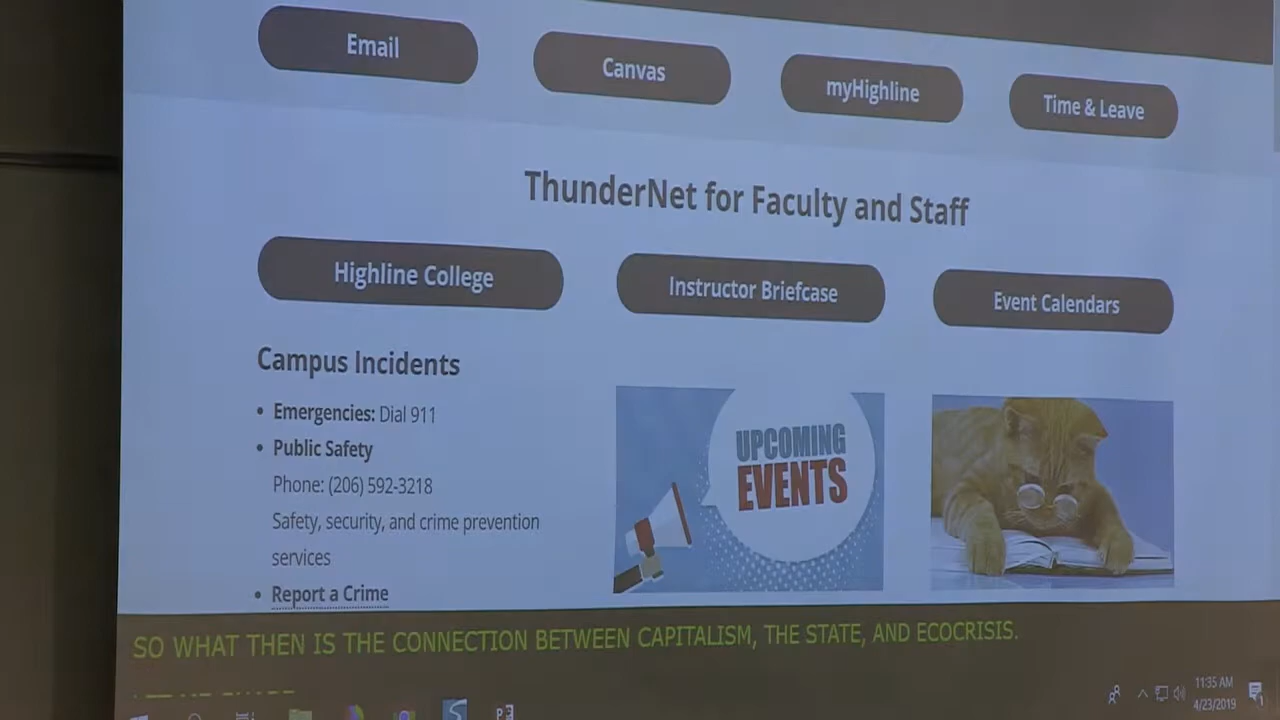 Email
Canvas
myHighline
Time & Leave
ThunderNet for Faculty and Staff
Highline College
Instructor Briefcase
Event Calendars
Campus Incidents
• Emergencies: Dial 911
• Public Safety
Phone: (206) 592-3218
Safety, security, and crime prevention
services
• Report a Crime
UPCOMING
EVENTS
SO WHAT THEN IS THE CONNECTION BETWEEN CAPITALISM, THE STATE, AND ECOCRISIS.
11:35 AM
4/23/2019